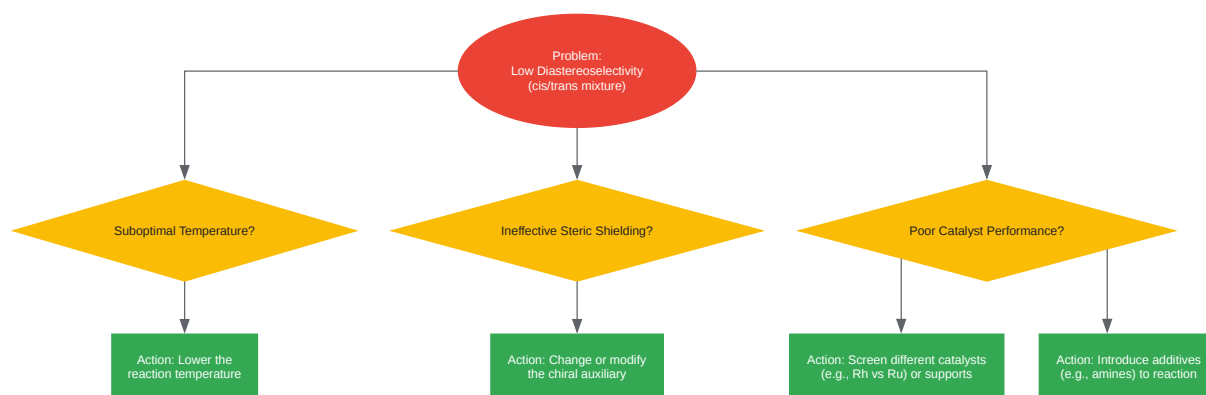 Problem:
Low Diastereoselectivity
(cis/trans mixture)
Suboptimal Temperature?
Ineffective Steric Shielding?
Poor Catalyst Performance?
Action: Lower the
reaction temperature
Action: Change or modify
the chiral auxiliary
Action: Screen different catalysts
(e.g., Rh vs Ru) or supports
Action: Introduce additives
(e.g., amines) to reaction